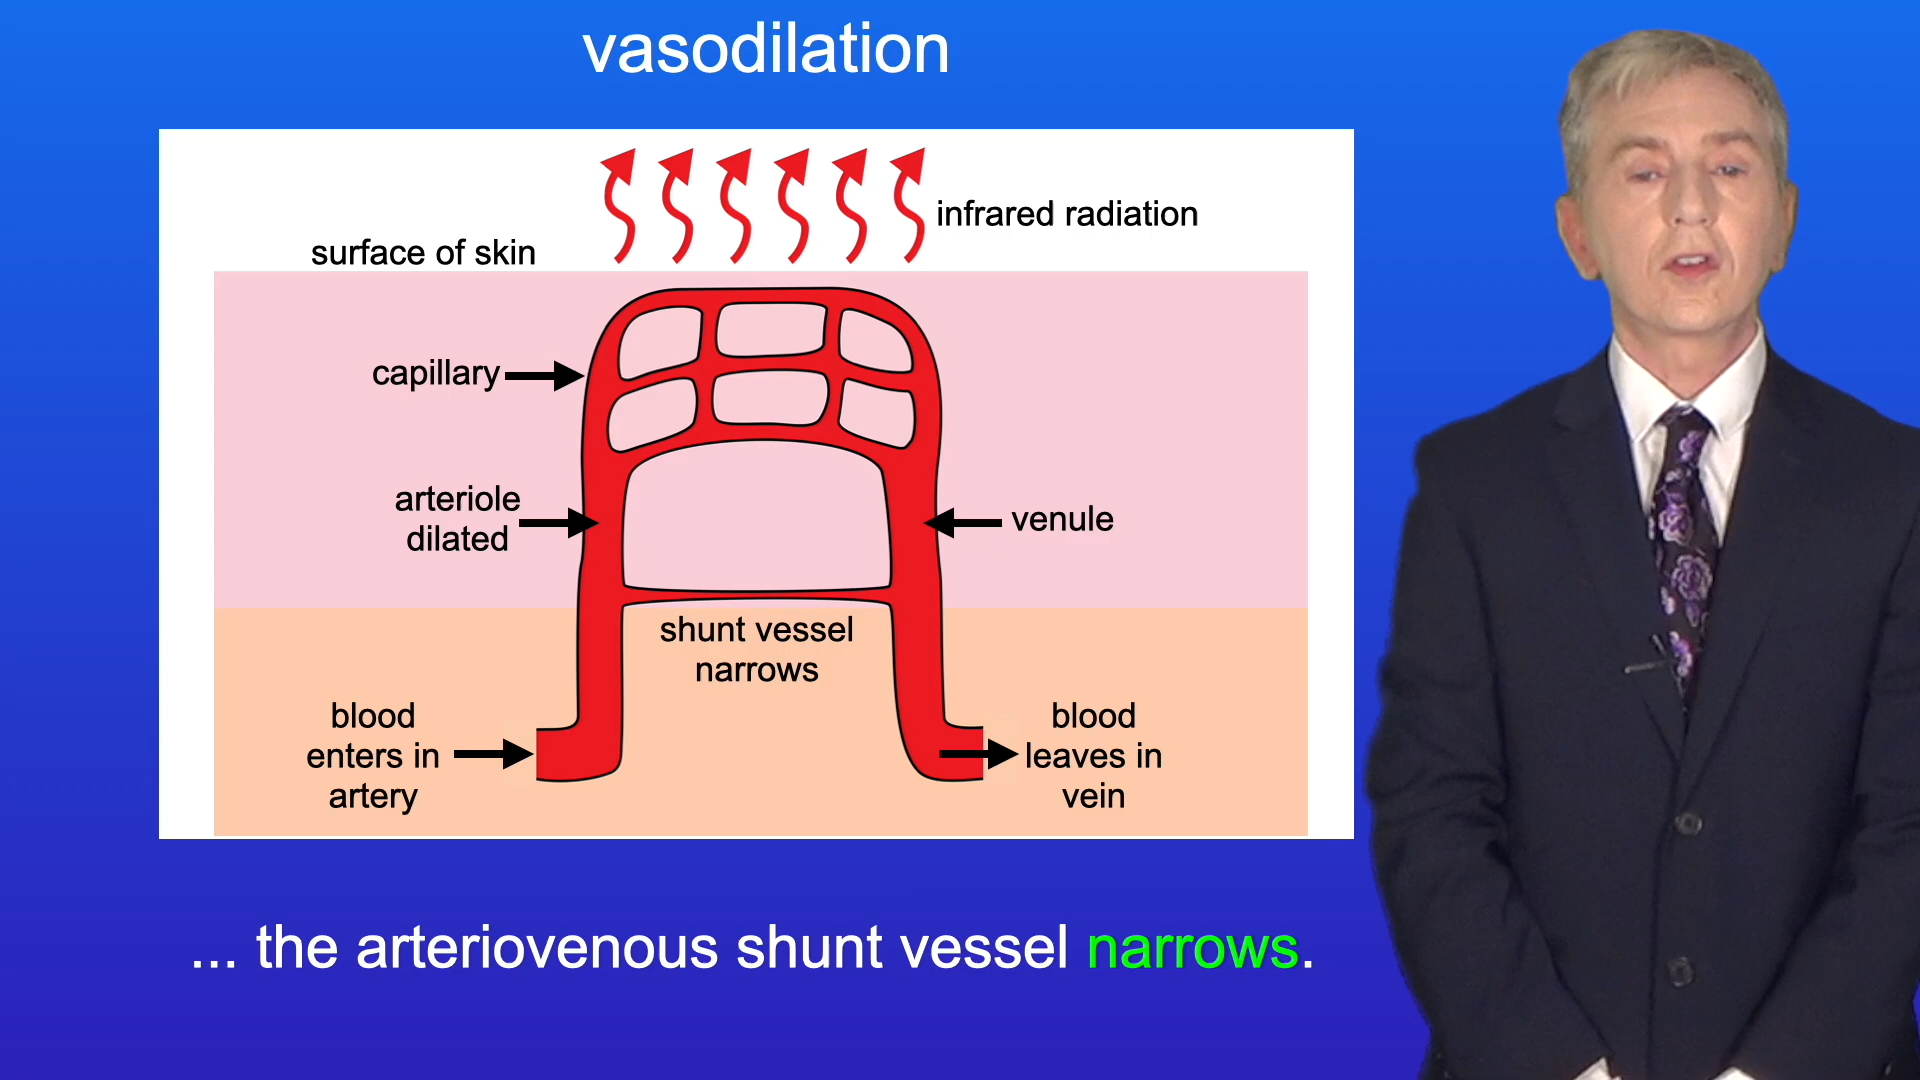 vasodilation
infrared radiation
surface of skin
capillary
arteriole
dilated
venule
shunt vessel
narrows
blood
enters in
artery
blood
leaves in
vein
... the arteriovenous shunt vessel narrows.